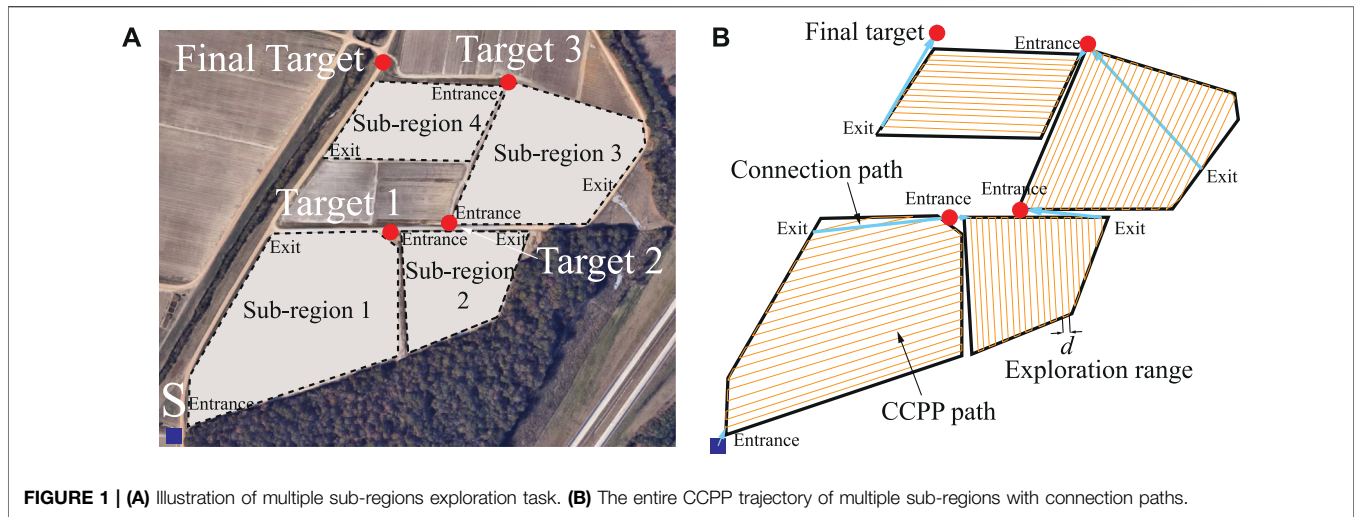 A
Final Target
Target 3
Entrance
Sub-region 4
Exit
Sub-region 3
Exit
Target 1
Entrance
Exit
Entrance
Exit
Target 2
Sub-region
2
Sub-region 1
S
Entrance
B
Final target
Entrance
Exit
Connection path
Entrance
Entrance
Exit
Exit
Exit
d
Exploration range
CCPP path
Entrance
FIGURE 1 | (A) Illustration of multiple sub-regions exploration task. (B) The entire CCPP trajectory of multiple sub-regions with connection paths.